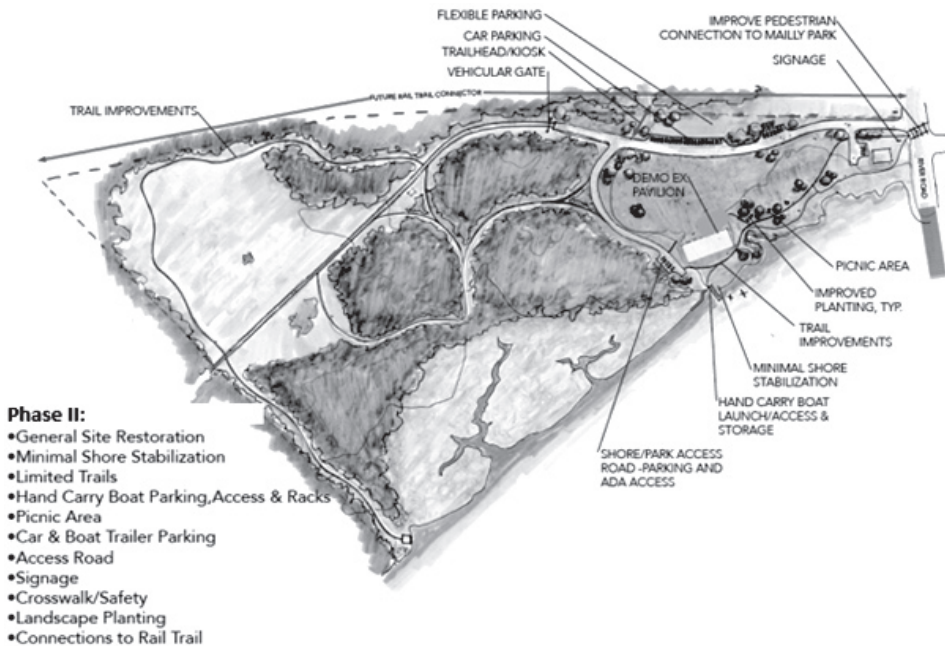 FLEXIBLE PARKING
CAR PARKING
TRAILHEAD/KIOSK
VEHICULAR GATE
IMPROVE PEDESTRIAN
CONNECTION TO MAILLY PARK
SIGNAGE
FUTURE RAIL TRAIL CONNECTOR
TRAIL IMPROVEMENTS
RIVER ROAD
DEMO EX.
PAVILION
PICNIC AREA
IMPROVED
PLANTING, TYP.
TRAIL
IMPROVEMENTS
MINIMAL SHORE
STABILIZATION
HAND CARRY BOAT
LAUNCH/ACCESS &
STORAGE
SHORE/PARK ACCESS
ROAD -PARKING AND
ADA ACCESS
Phase II:
•General Site Restoration
•Minimal Shore Stabilization
•Limited Trails
•Hand Carry Boat Parking,Access & Racks
•Picnic Area
•Car & Boat Trailer Parking
•Access Road
•Signage
•Crosswalk/Safety
•Landscape Planting
•Connections to Rail Trail